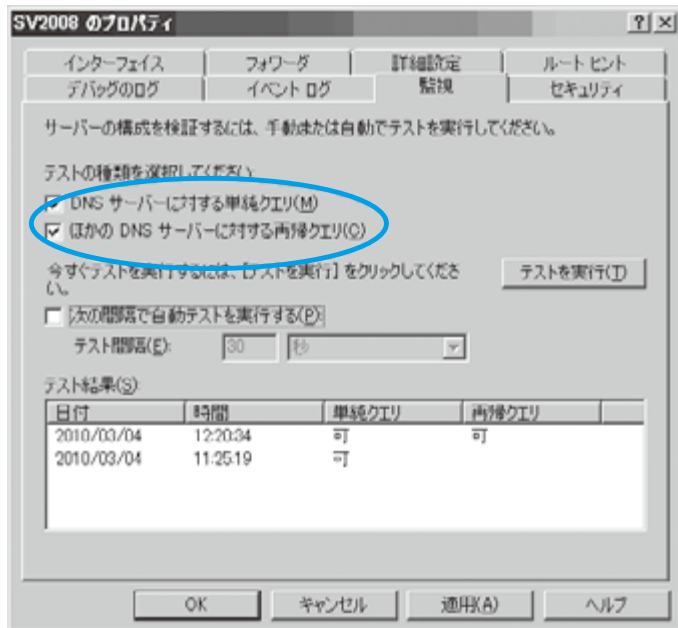 SV2008 のプロパティ
インターフェイス フォワーダ 詳細設定 ルート ヒント
デバッグのログ イベント ログ 監視 セキュリティ
サーバーの構成を検証するには、手動または自動でテストを実行してください。
テストの種類を選択してください:
DNS サーバーに対する単純クエリ(M)
ほかの DNS サーバーに対する再帰クエリ(C)
今すぐテストを実行するには、[テストを実行] をクリックしてくださ
い。
テストを実行(T)
次の間隔で自動テストを実行する(P):
テスト間隔(E): 30 秒
テスト結果(S):
日付 時間 単純クエリ 再帰クエリ
2010/03/04 12:20:34 可 可
2010/03/04 11:25:19 可
OK キャンセル 適用(A) ヘルプ